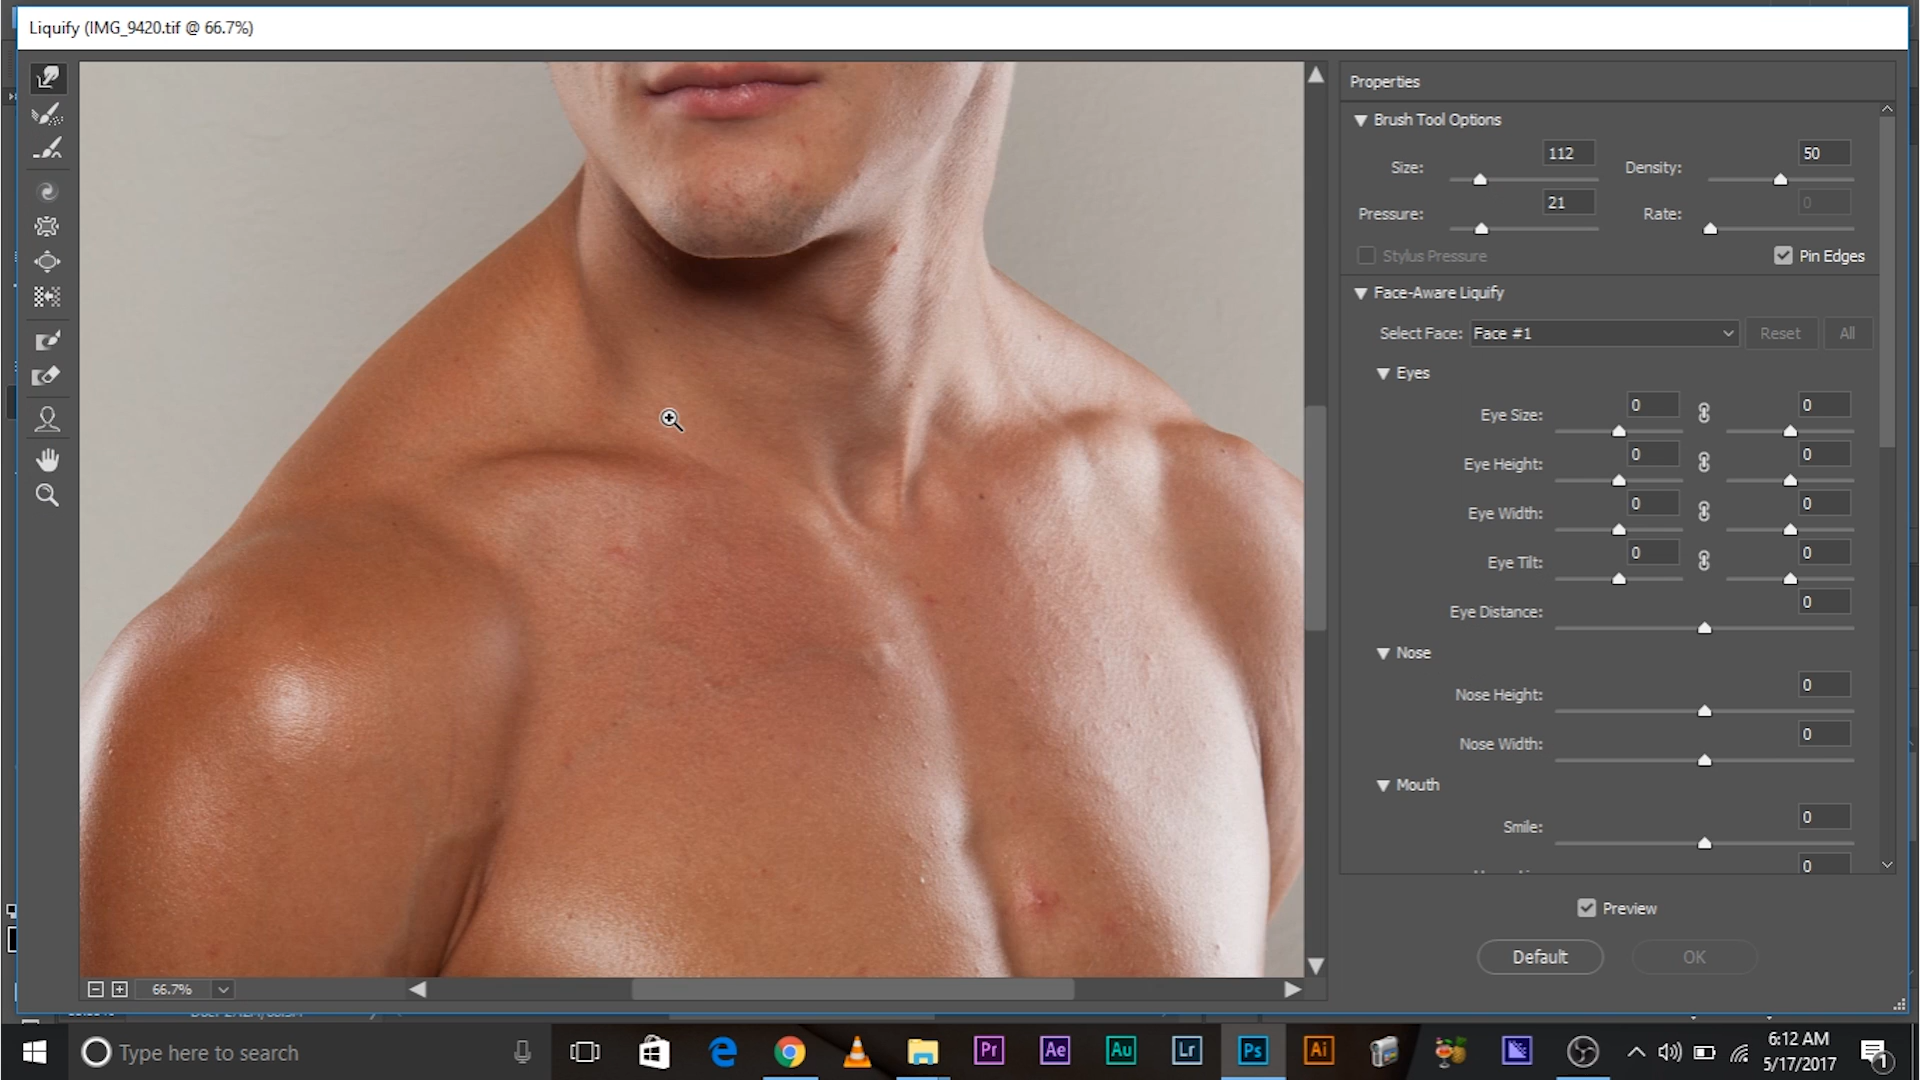 Liquify (IMG_9420.tif @ 66.7%)
Properties
Brush Tool Options
Size: 112 Density: 50
Pressure: 21 Rate: 0
Stylus Pressure Pin Edges
Face-Aware Liquify
Select Face: Face #1 Reset All
Eyes
Eye Size: 0 0
Eye Height: 0 0
Eye Width: 0 0
Eye Tilt: 0 0
Eye Distance: 0
Nose
Nose Height: 0
Nose Width: 0
Mouth
Smile: 0
0
Preview
Default OK
66.7%
Type here to search
Pr Ae Au Lr Ps Ai
6:12 AM
5/17/2017
1